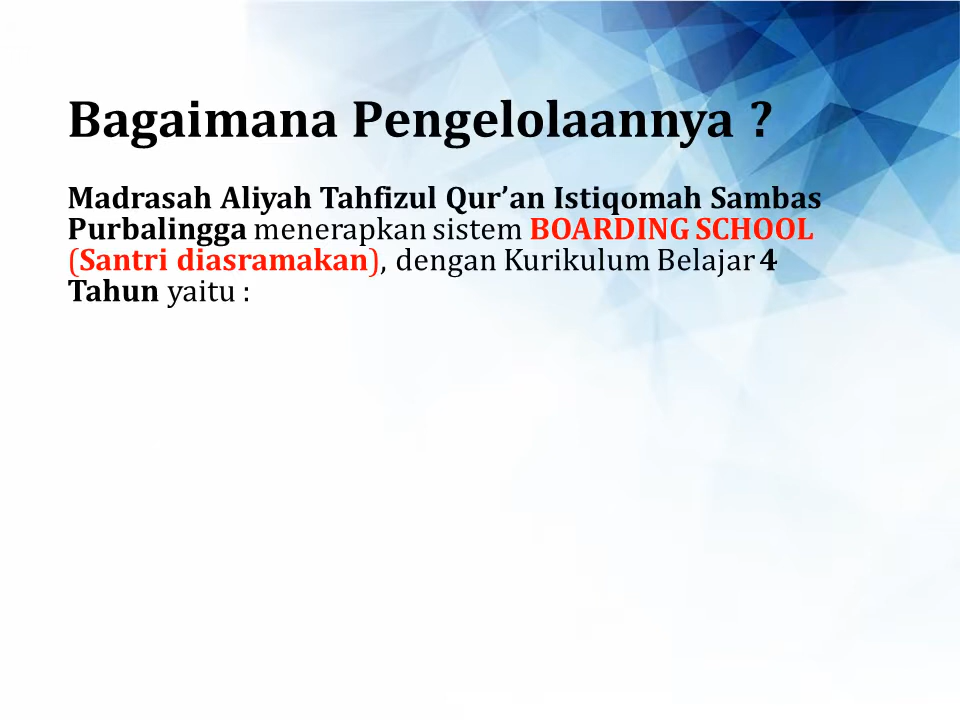 Bagaimana Pengelolaannya ?
Madrasah Aliyah Tahfizul Qur’an Istiqomah Sambas
Purbalingga menerapkan sistem BOARDING SCHOOL
(Santri diasramakan), dengan Kurikulum Belajar 4
Tahun yaitu :